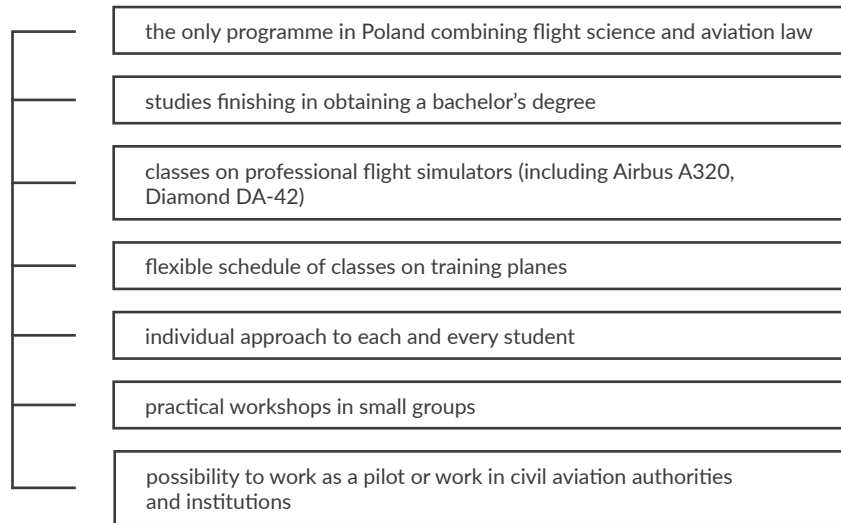 the only programme in Poland combining flight science and aviation law
studies finishing in obtaining a bachelor's degree
classes on professional flight simulators (including Airbus A320,
Diamond DA-42)
flexible schedule of classes on training planes
individual approach to each and every student
practical workshops in small groups
possibility to work as a pilot or work in civil aviation authorities
and institutions